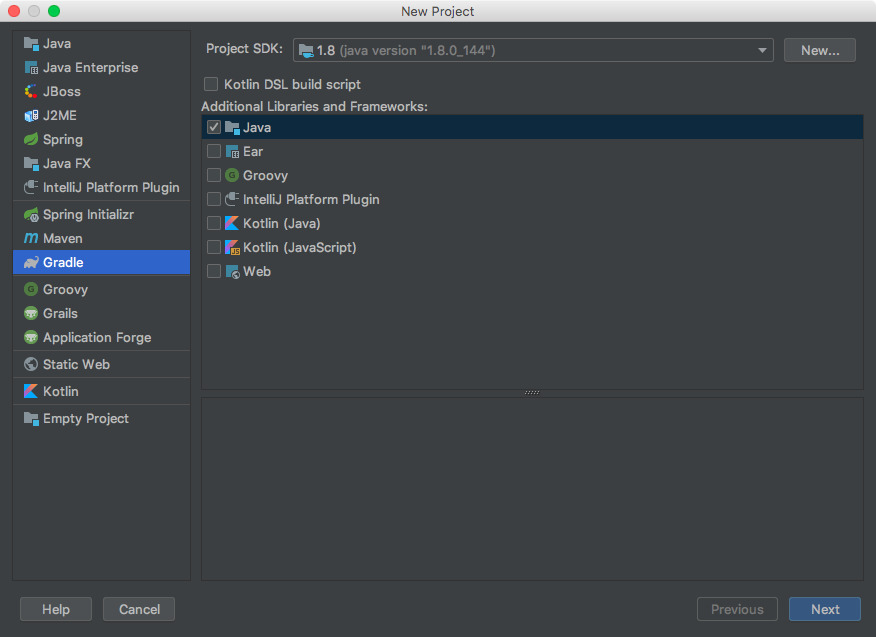 New Project
Java
Java Enterprise
JBoss
J2ME
Spring
Java FX
IntelliJ Platform Plugin
Spring Initializr
Maven
Gradle
Groovy
Grails
Application Forge
Static Web
Kotlin
Empty Project
Project SDK: 1.8 (java version "1.8.0_144") New...
Kotlin DSL build script
Additional Libraries and Frameworks:
Java
Ear
Groovy
IntelliJ Platform Plugin
Kotlin (Java)
Kotlin (JavaScript)
Web
Help Cancel Previous Next